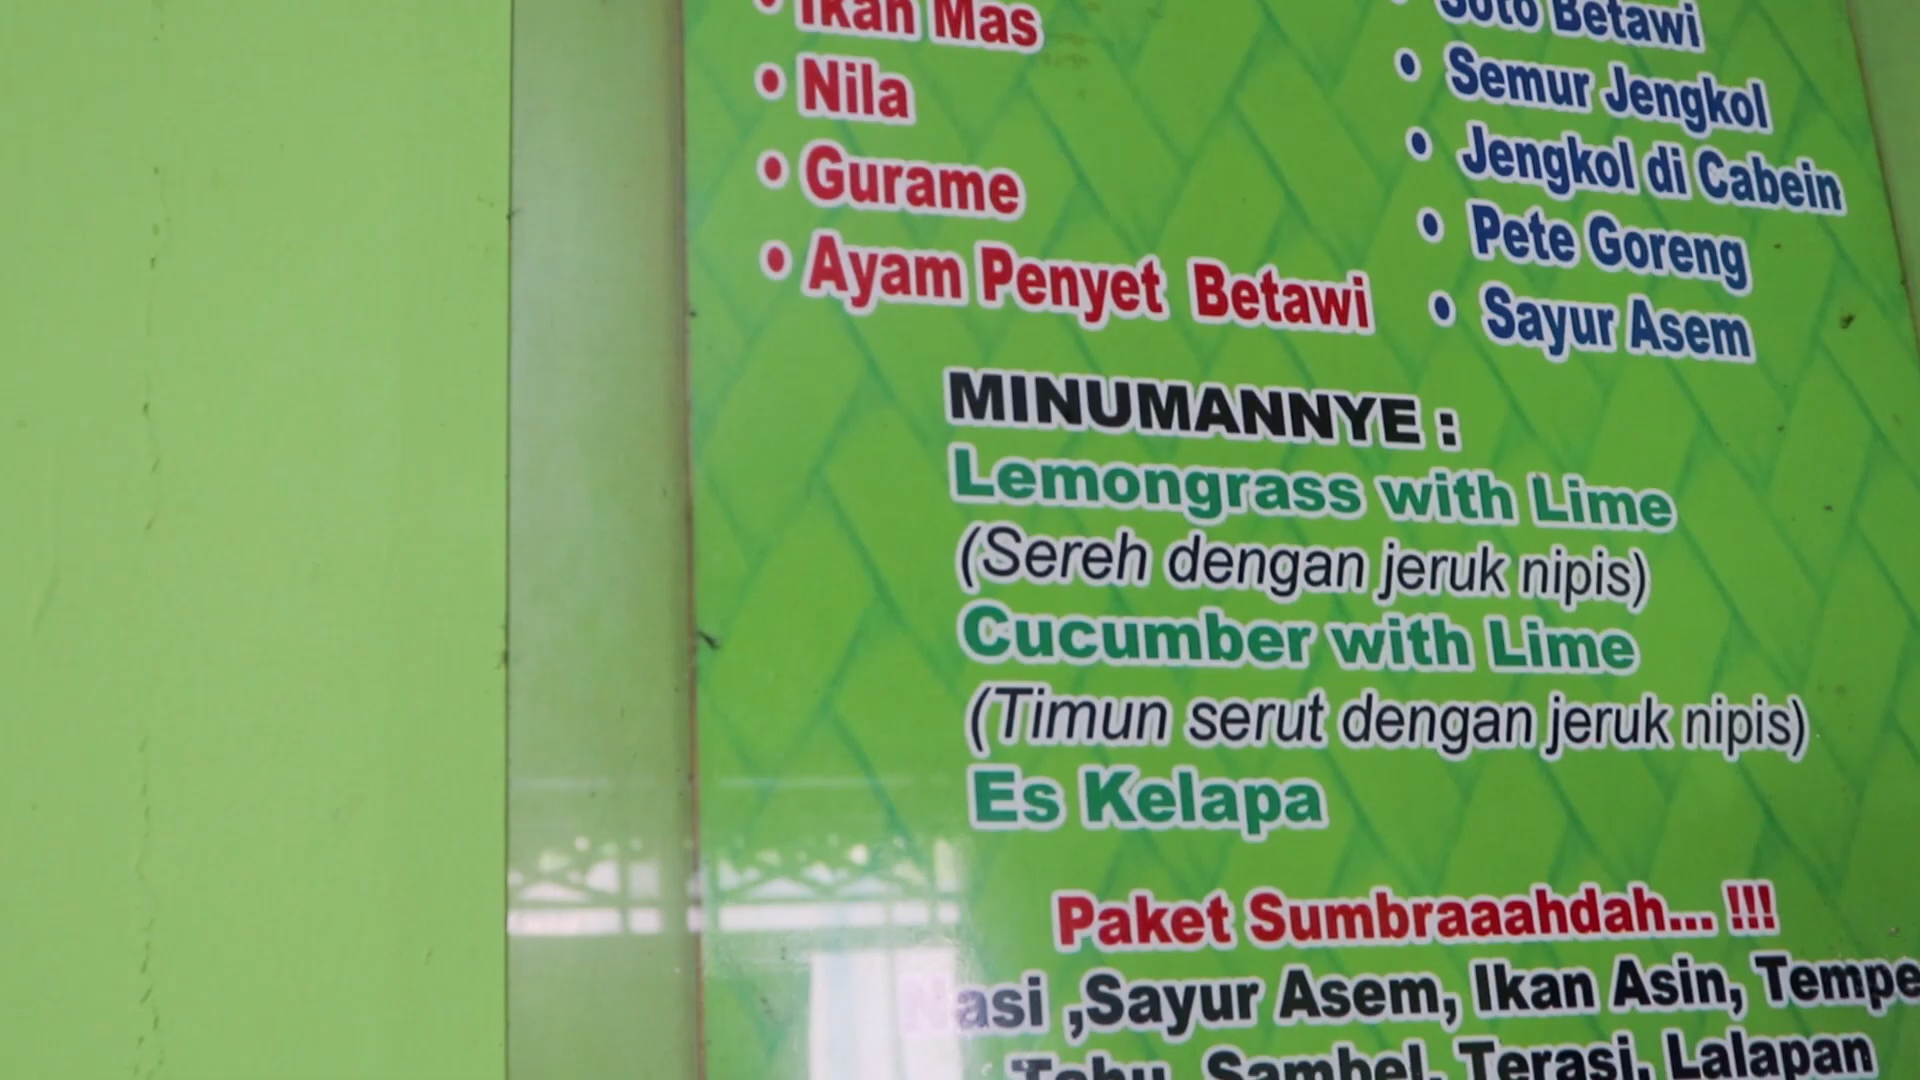 • Ikan Mas
• Nila
• Gurame
• Ayam Penyet Betawi
• Soto Betawi
• Semur Jengkol
• Jengkol di Cabein
• Pete Goreng
• Sayur Asem
MINUMANNYE :
Lemongrass with Lime
(Sereh dengan jeruk nipis)
Cucumber with Lime
(Timun serut dengan jeruk nipis)
Es Kelapa
Paket Sumbraaahdah... !!!
Nasi ,Sayur Asem, Ikan Asin, Tempe
Tahu, Sambel, Terasi, Lalapan